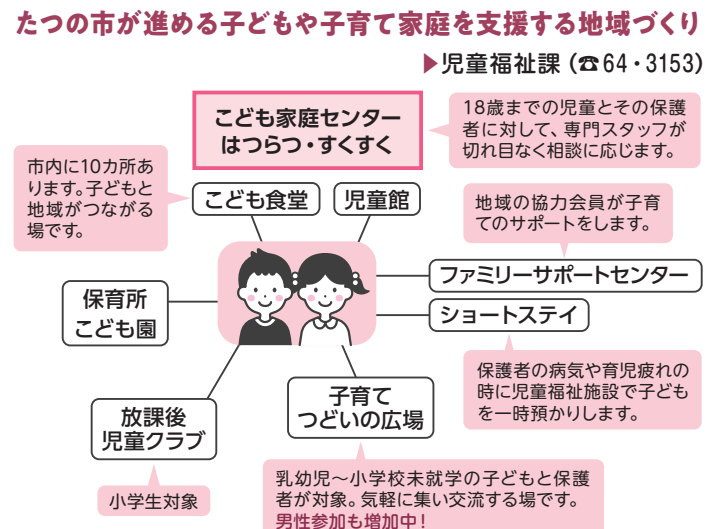 たつの市が進める子どもや子育て家庭を支援する地域づくり
▶児童福祉課（☎64・3153）
こども家庭センター
はつらつ・すくすく
18歳までの児童とその保護
者に対して、専門スタッフが
切れ目なく相談に応じます。
市内に10カ所あ
ります。子どもと
地域がつながる
場です。
こども食堂
児童館
地域の協力会員が子育
てのサポートをします。
ファミリーサポートセンター
保育所
こども園
ショートステイ
保護者の病気や育児疲れの
時に児童福祉施設で子ども
を一時預かりします。
放課後
児童クラブ
子育て
つどいの広場
小学生対象
乳幼児～小学校未就学の子どもと保護
者が対象。気軽に集い交流する場です。
男性参加も増加中！